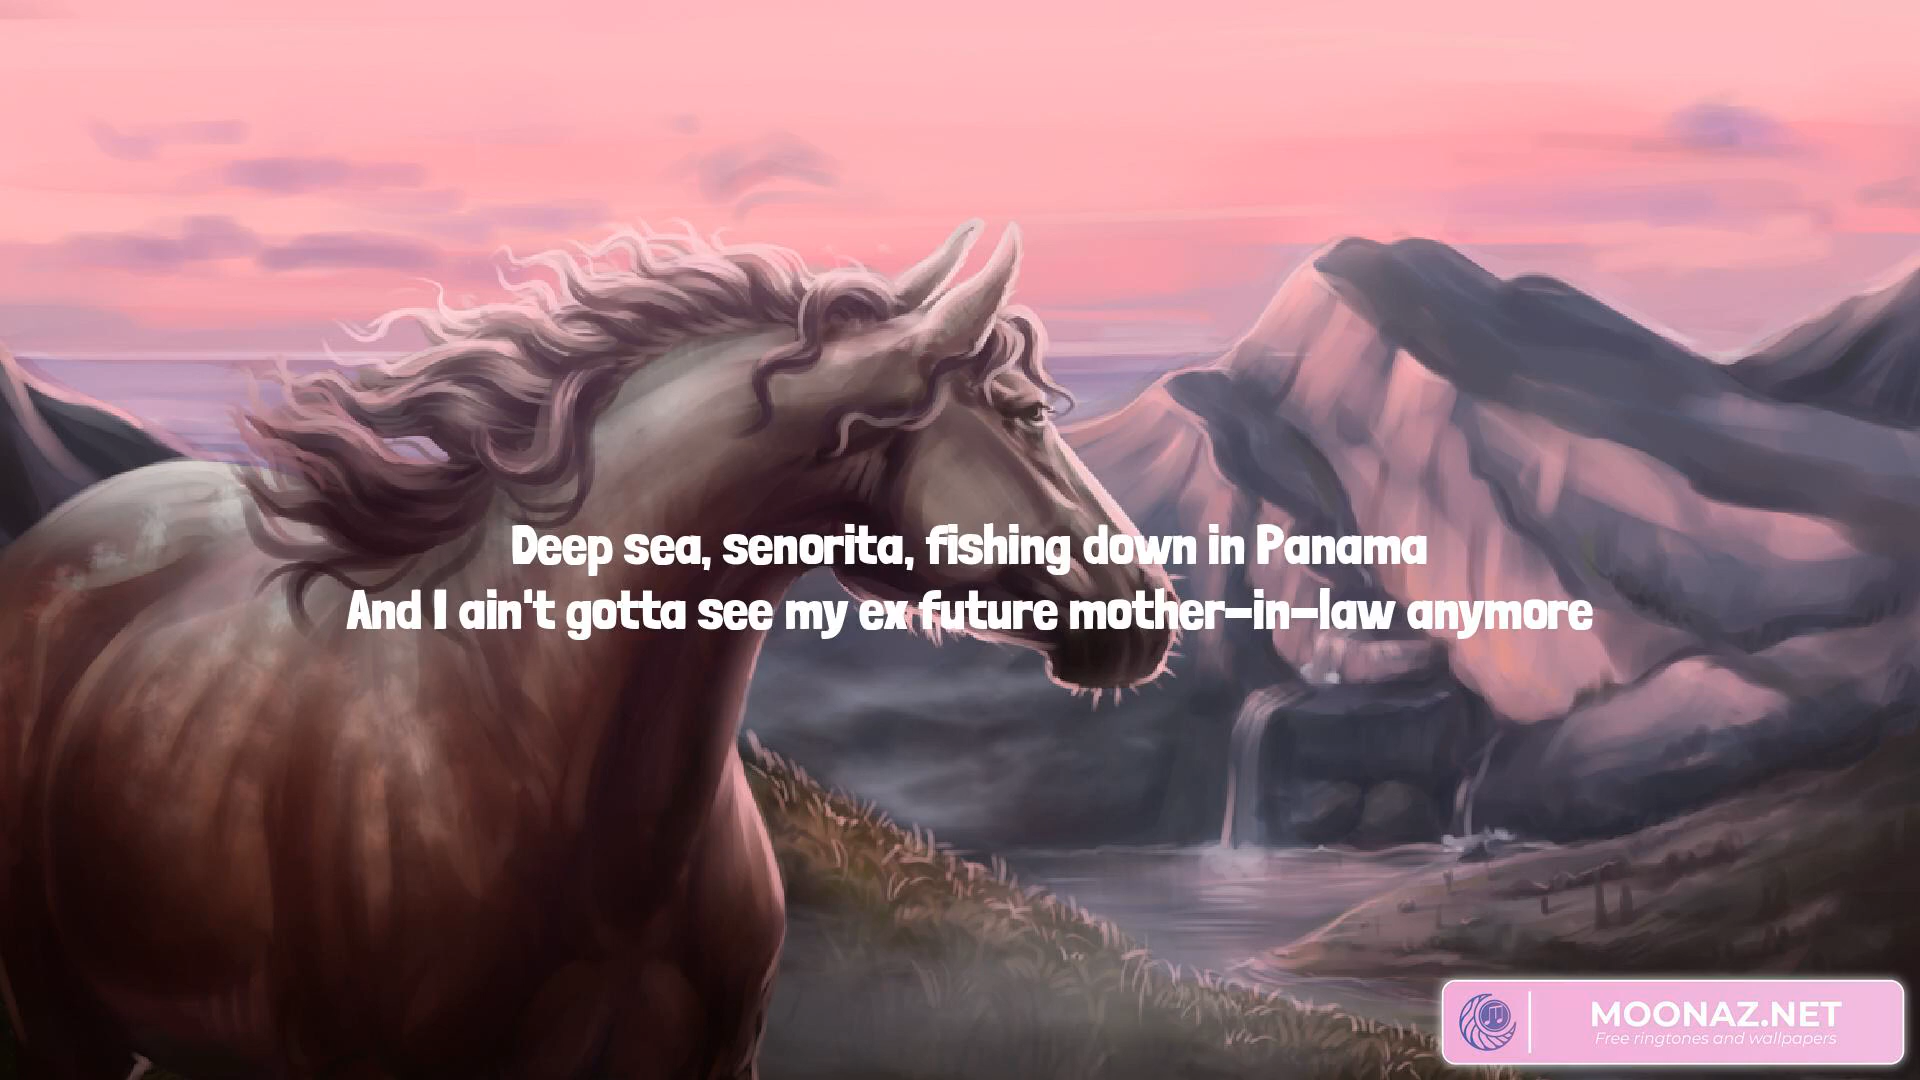 Deep sea, senorita, fishing down in Panama
And I ain't gotta see my ex future mother-in-law anymore
MOONAZ.NET
Free ringtones and wallpapers